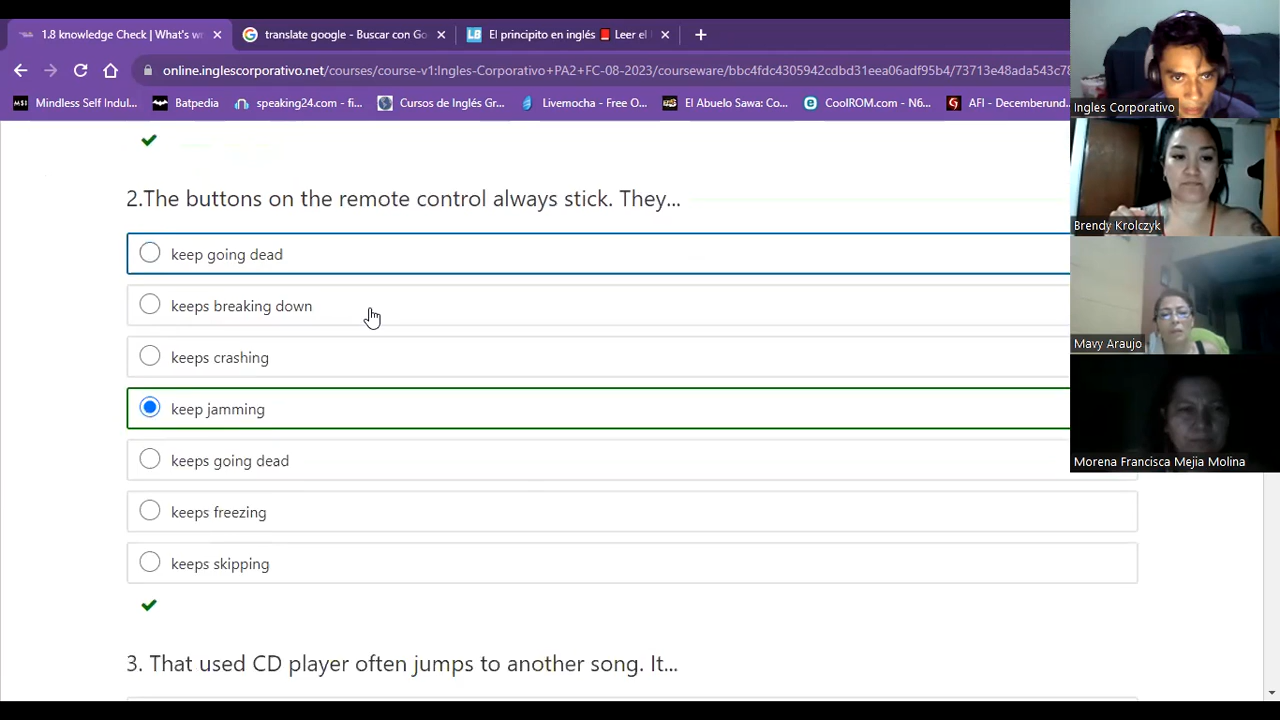 1.8 knowledge Check | What's wr
translate google - Buscar con Go
El principito en inglés 📕 Leer el l
online.inglescorporativo.net/courses/course-v1:Ingles-Corporativo+PA2+FC-08-2023/courseware/bbc4fdc4305942cdbd31eea06adf95b4/73713e48ada543c78
Mindless Self Indul...
Batpedia
speaking24.com - fi...
Cursos de Inglés Gr...
Livemocha - Free O...
El Abuelo Sawa: Co...
CoolROM.com - N6...
AFI - Decemberund...
2.The buttons on the remote control always stick. They...
keep going dead
keeps breaking down
keeps crashing
keep jamming
keeps going dead
keeps freezing
keeps skipping
3. That used CD player often jumps to another song. It...
Ingles Corporativo
Brendy Krolczyk
Mavy Araujo
Morena Francisca Mejia Molina